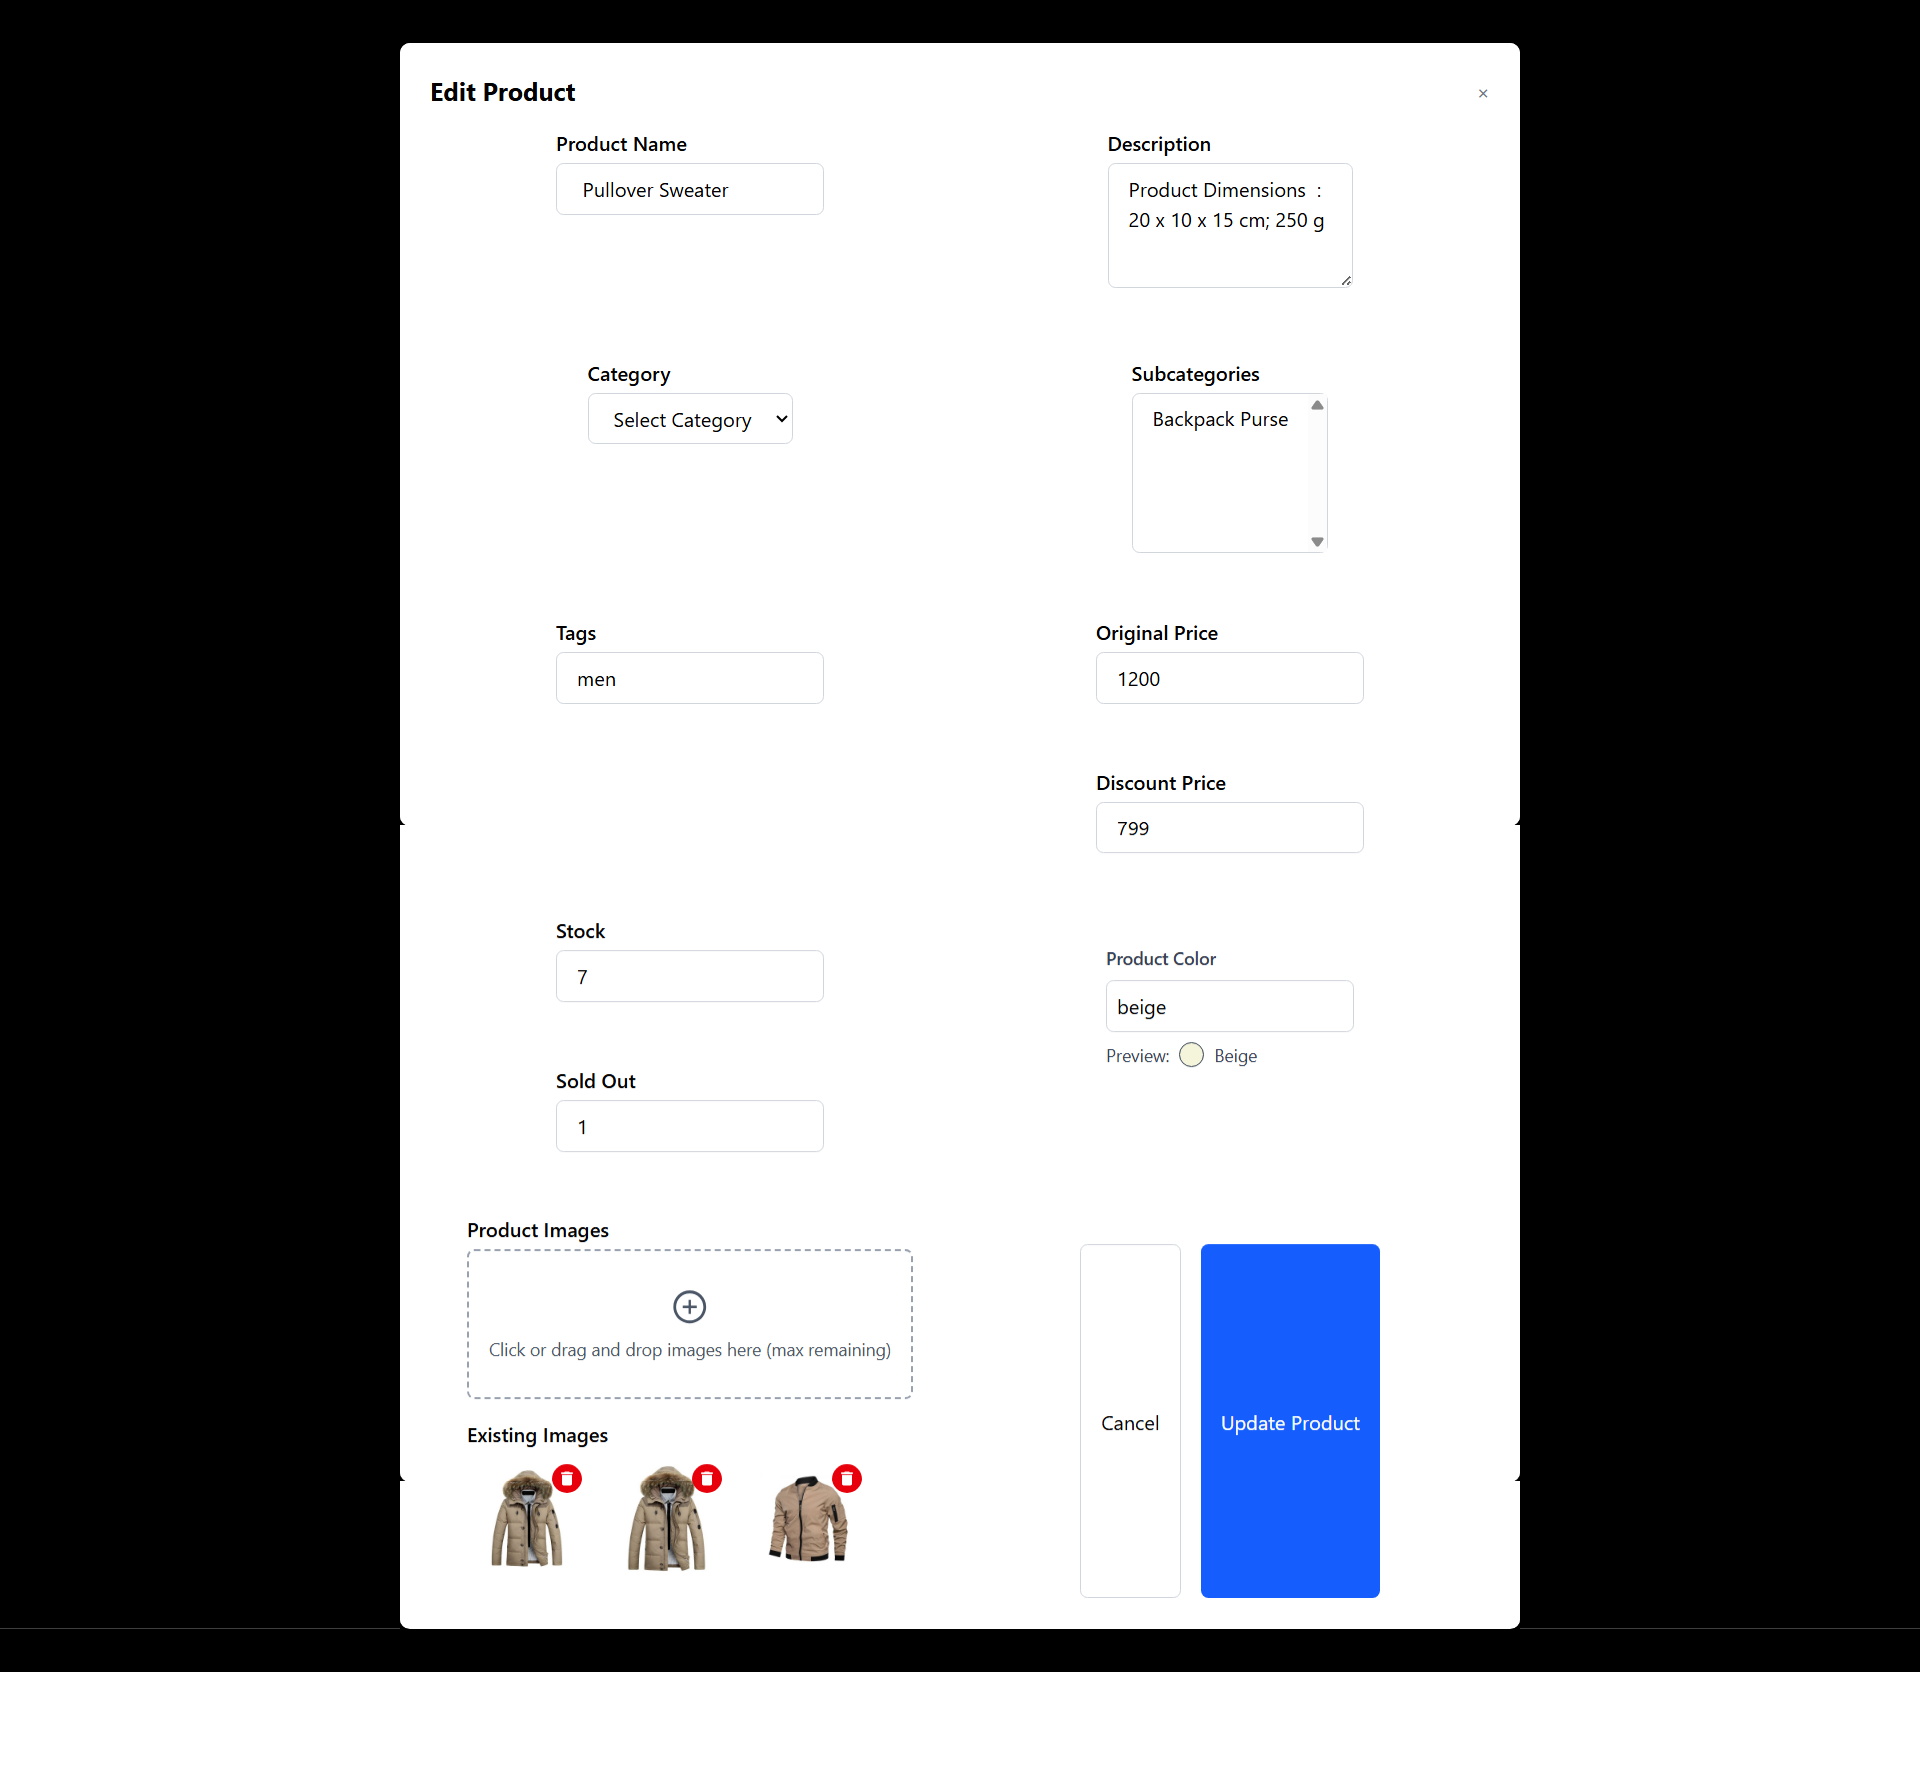 Edit Product
×
Product Name
Pullover Sweater
Description
Product Dimensions  :
20 x 10 x 15 cm; 250 g
Category
Select Category
Subcategories
Backpack Purse
Tags
men
Original Price
1200
Discount Price
799
Stock
7
Product Color
beige
Preview: Beige
Sold Out
1
Product Images
Click or drag and drop images here (max remaining)
Existing Images
Cancel
Update Product